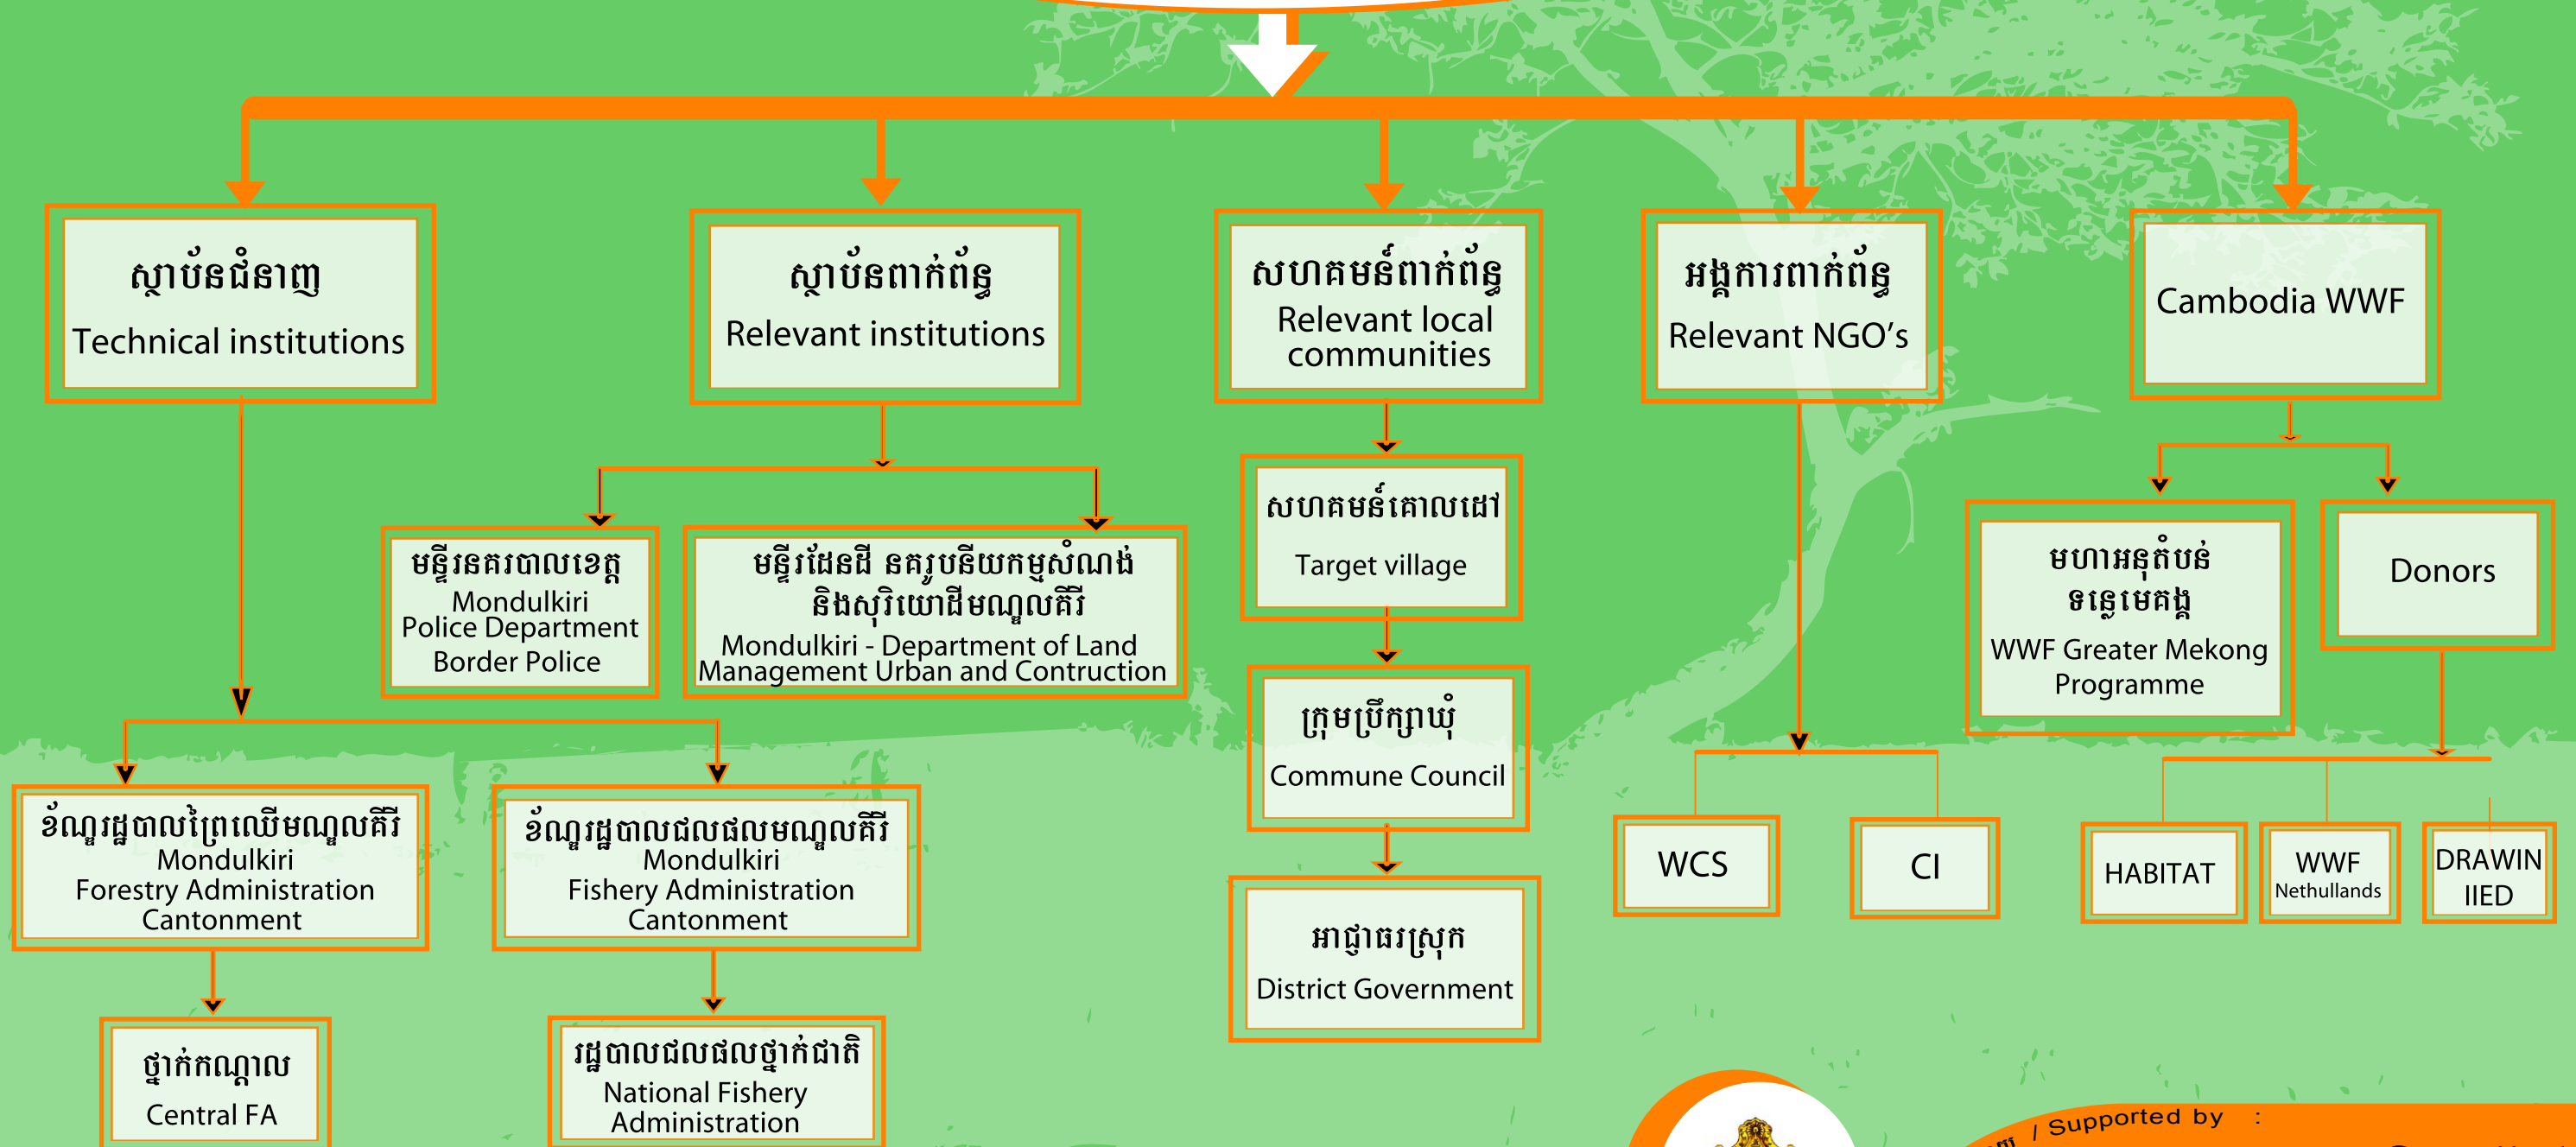 ស្ថាប័នជំនាញ
Technical institutions
ស្ថាប័នពាក់ព័ន្ធ
Relevant institutions
សហគមន៍ពាក់ព័ន្ធ
Relevant local
communities
អង្គការពាក់ព័ន្ធ
Relevant NGO's
Cambodia WWF
មន្ទីរនគរបាលខេត្ត
Mondulkiri
Police Department
Border Police
មន្ទីរដែនដី នគរូបនីយកម្មសំណង់
និងសុរិយោដីមណ្ឌលគីរី
Mondulkiri - Department of Land
Management Urban and Contruction
សហគមន៍គោលដៅ
Target village
ក្រុមប្រឹក្សាឃុំ
Commune Council
អាជ្ញាធរស្រុក
District Government
មហាអនុតំបន់
ទន្លេមេគង្គ
WWF Greater Mekong
Programme
Donors
ខ័ណ្ឌរដ្ឋបាលព្រៃឈើមណ្ឌលគីរី
Mondulkiri
Forestry Administration
Cantonment
ខ័ណ្ឌរដ្ឋបាលជលផលមណ្ឌលគីរី
Mondulkiri
Fishery Administration
Cantonment
WCS
CI
HABITAT
WWF
Nethullands
DRAWIN
IIED
ថ្នាក់កណ្តាល
Central FA
រដ្ឋបាលជលផលថ្នាក់ជាតិ
National Fishery
Administration
/ Supported by :